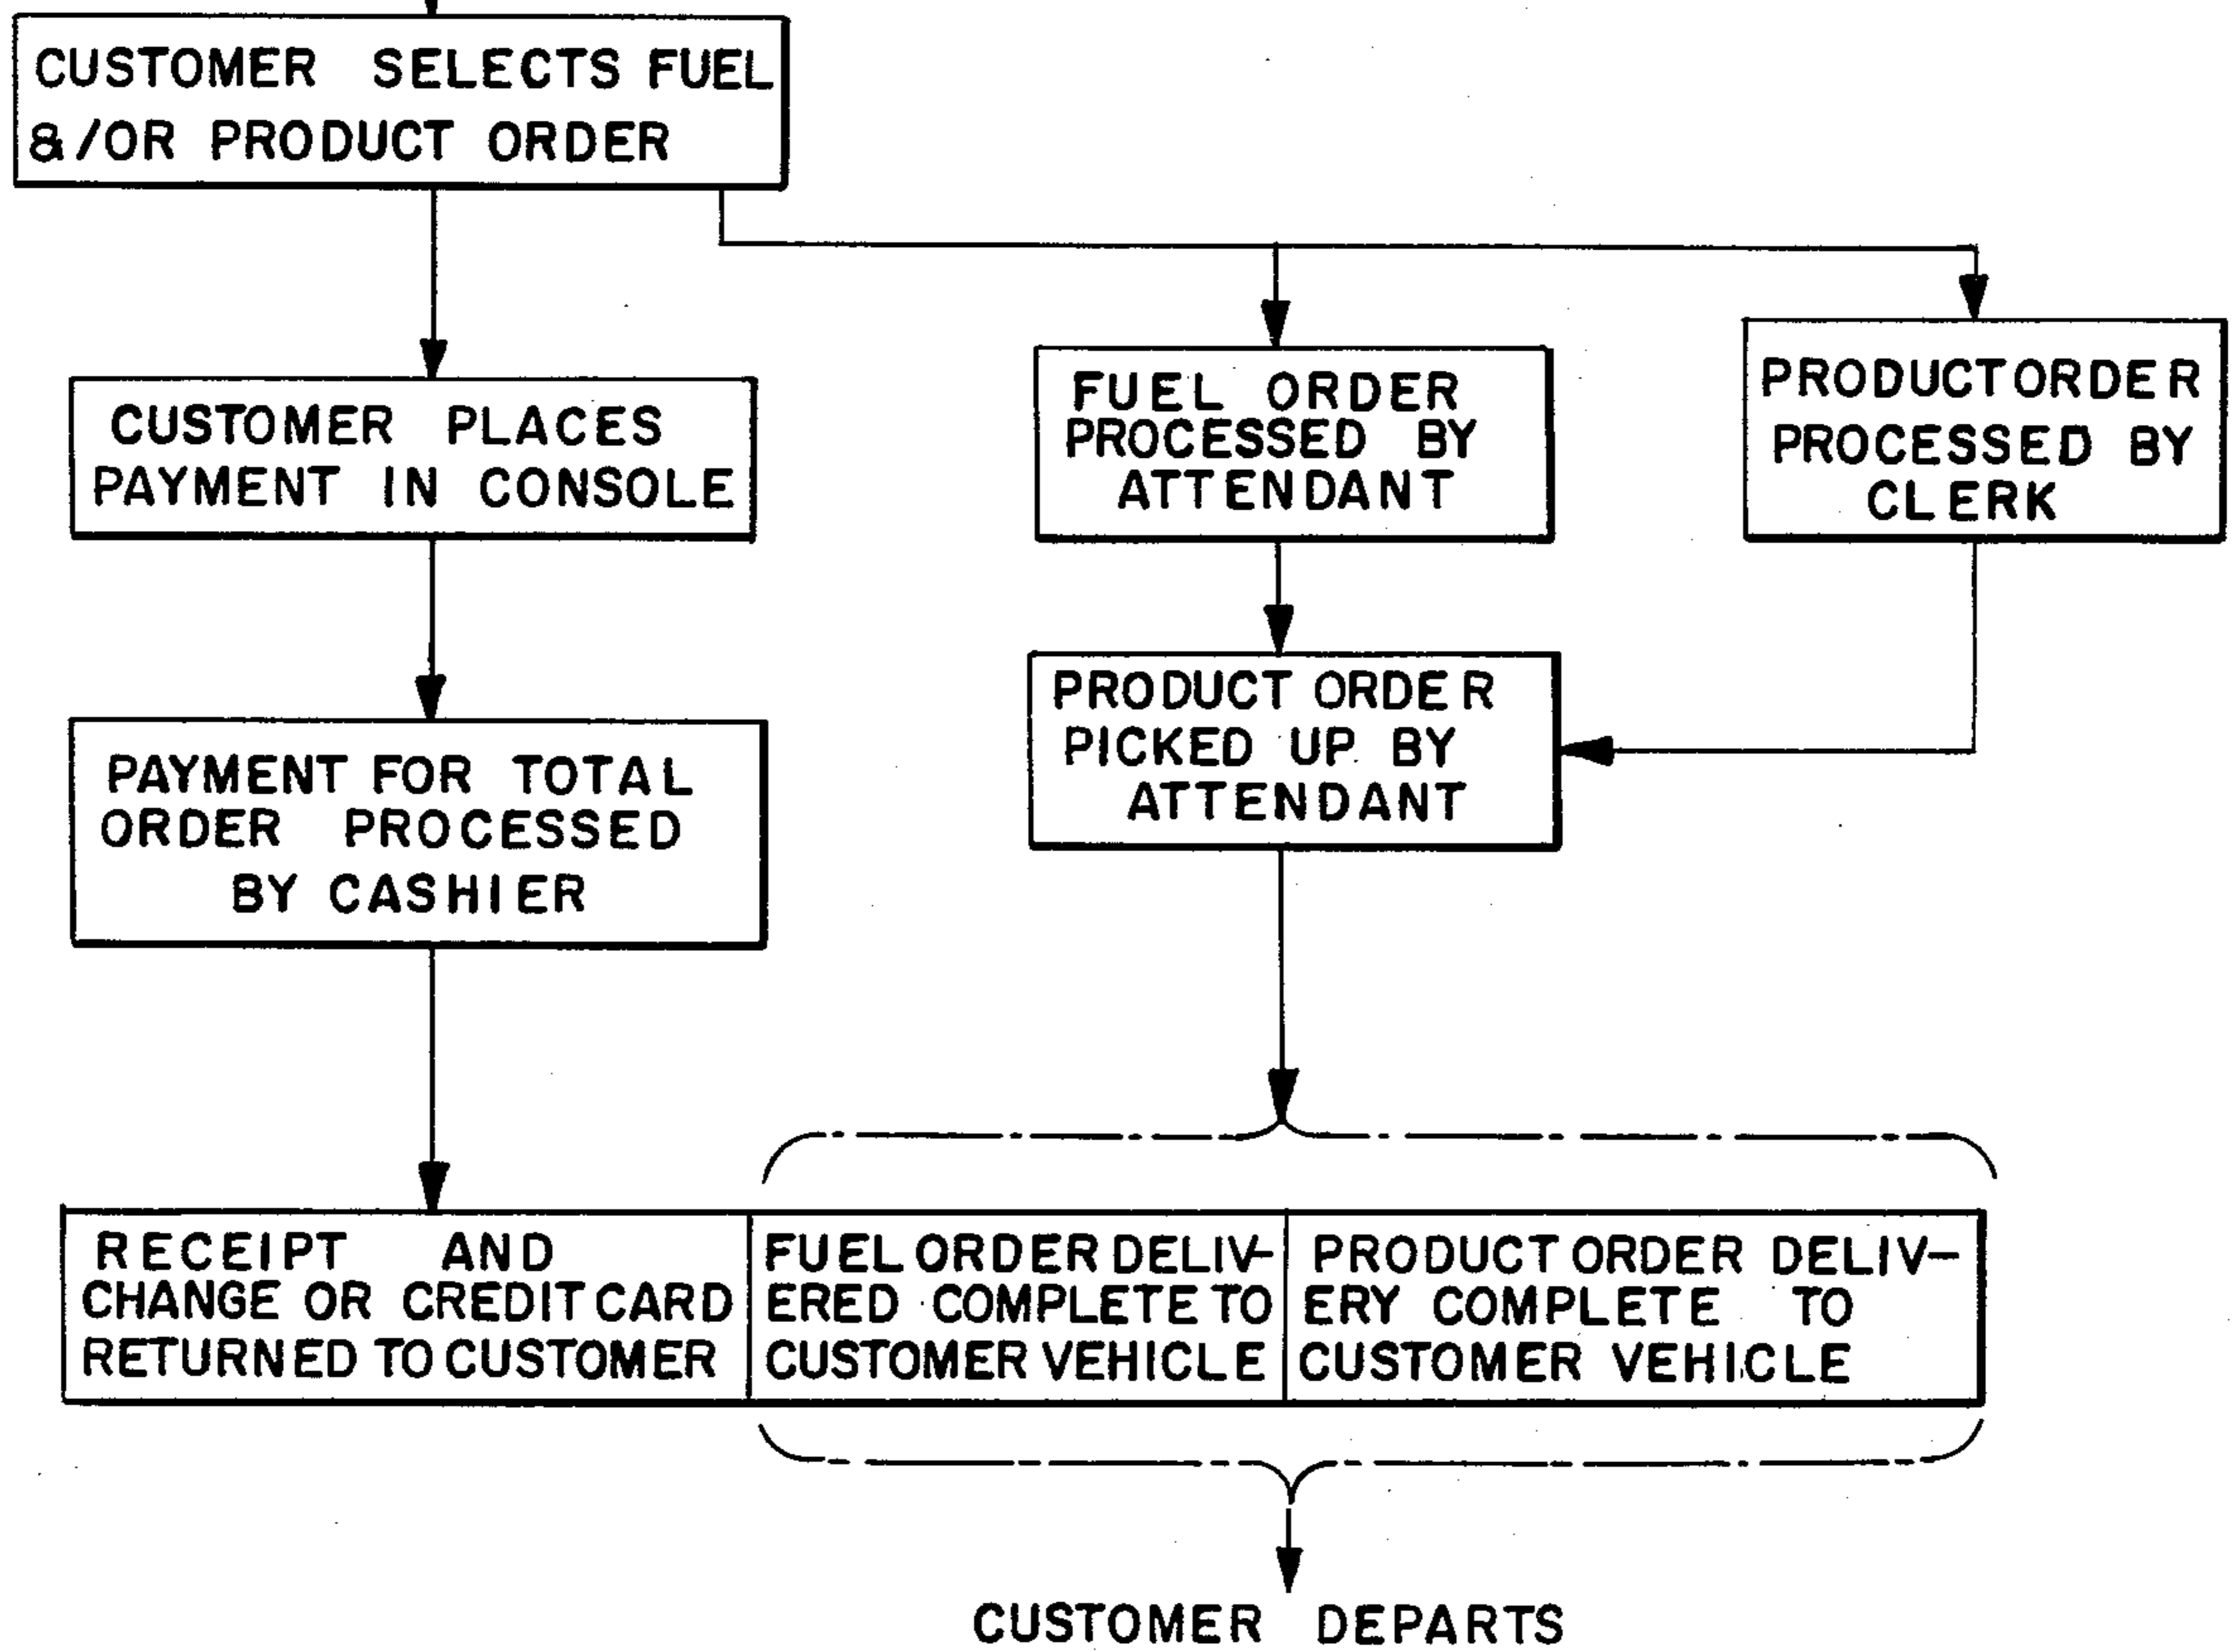 CUSTOMER SELECTS FUEL
&/OR PRODUCT ORDER
CUSTOMER PLACES
PAYMENT IN CONSOLE
FUEL ORDER
PROCESSED BY
ATTENDANT
PRODUCT ORDER
PROCESSED BY
CLERK
PAYMENT FOR TOTAL
ORDER PROCESSED
BY CASHIER
PRODUCT ORDER
PICKED UP BY
ATTENDANT
RECEIPT AND
CHANGE OR CREDIT CARD
RETURNED TO CUSTOMER
FUEL ORDER DELIV-
ERED COMPLETE TO
CUSTOMER VEHICLE
PRODUCT ORDER DELIV-
ERY COMPLETE TO
CUSTOMER VEHICLE
CUSTOMER DEPARTS